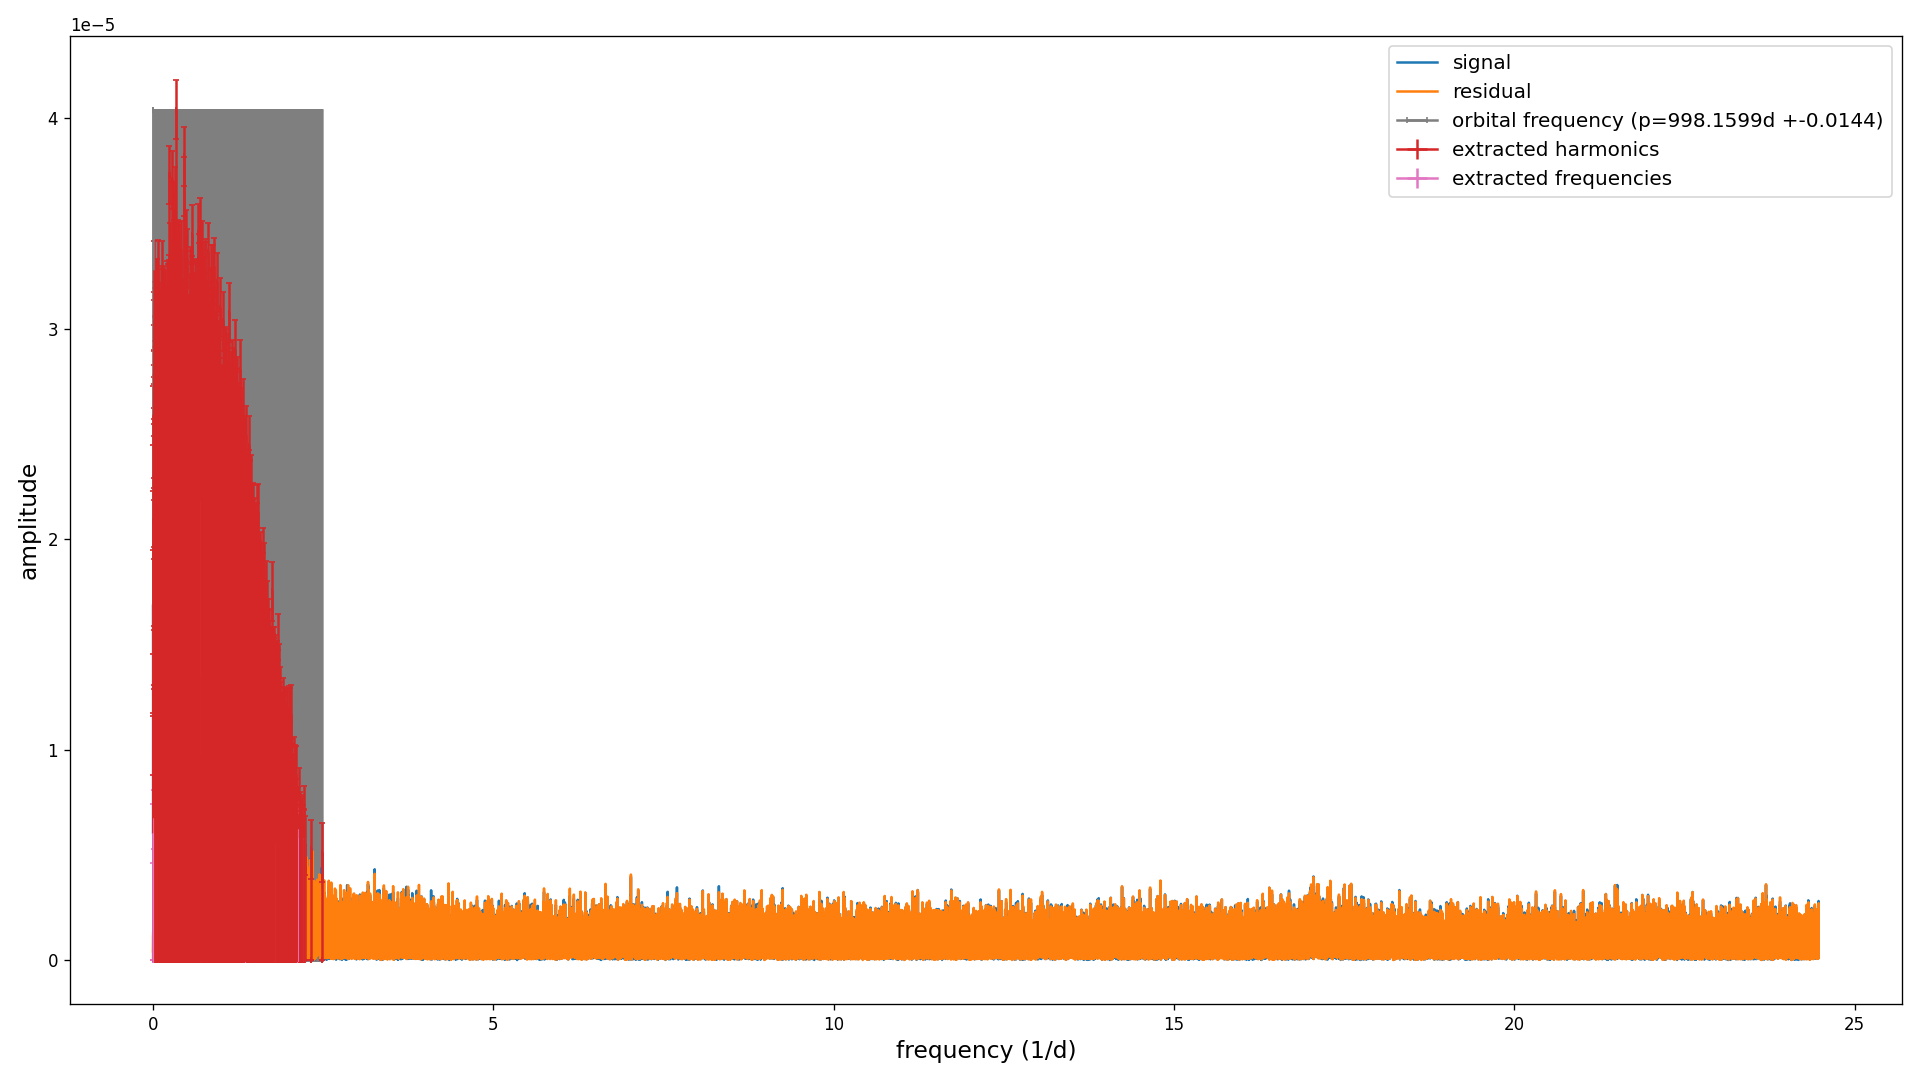 1e−5
signal
residual
orbital frequency (p=998.1599d +-0.0144)
extracted harmonics
extracted frequencies
4
3
2
1
0
amplitude
0 5 10 15 20 25
frequency (1/d)